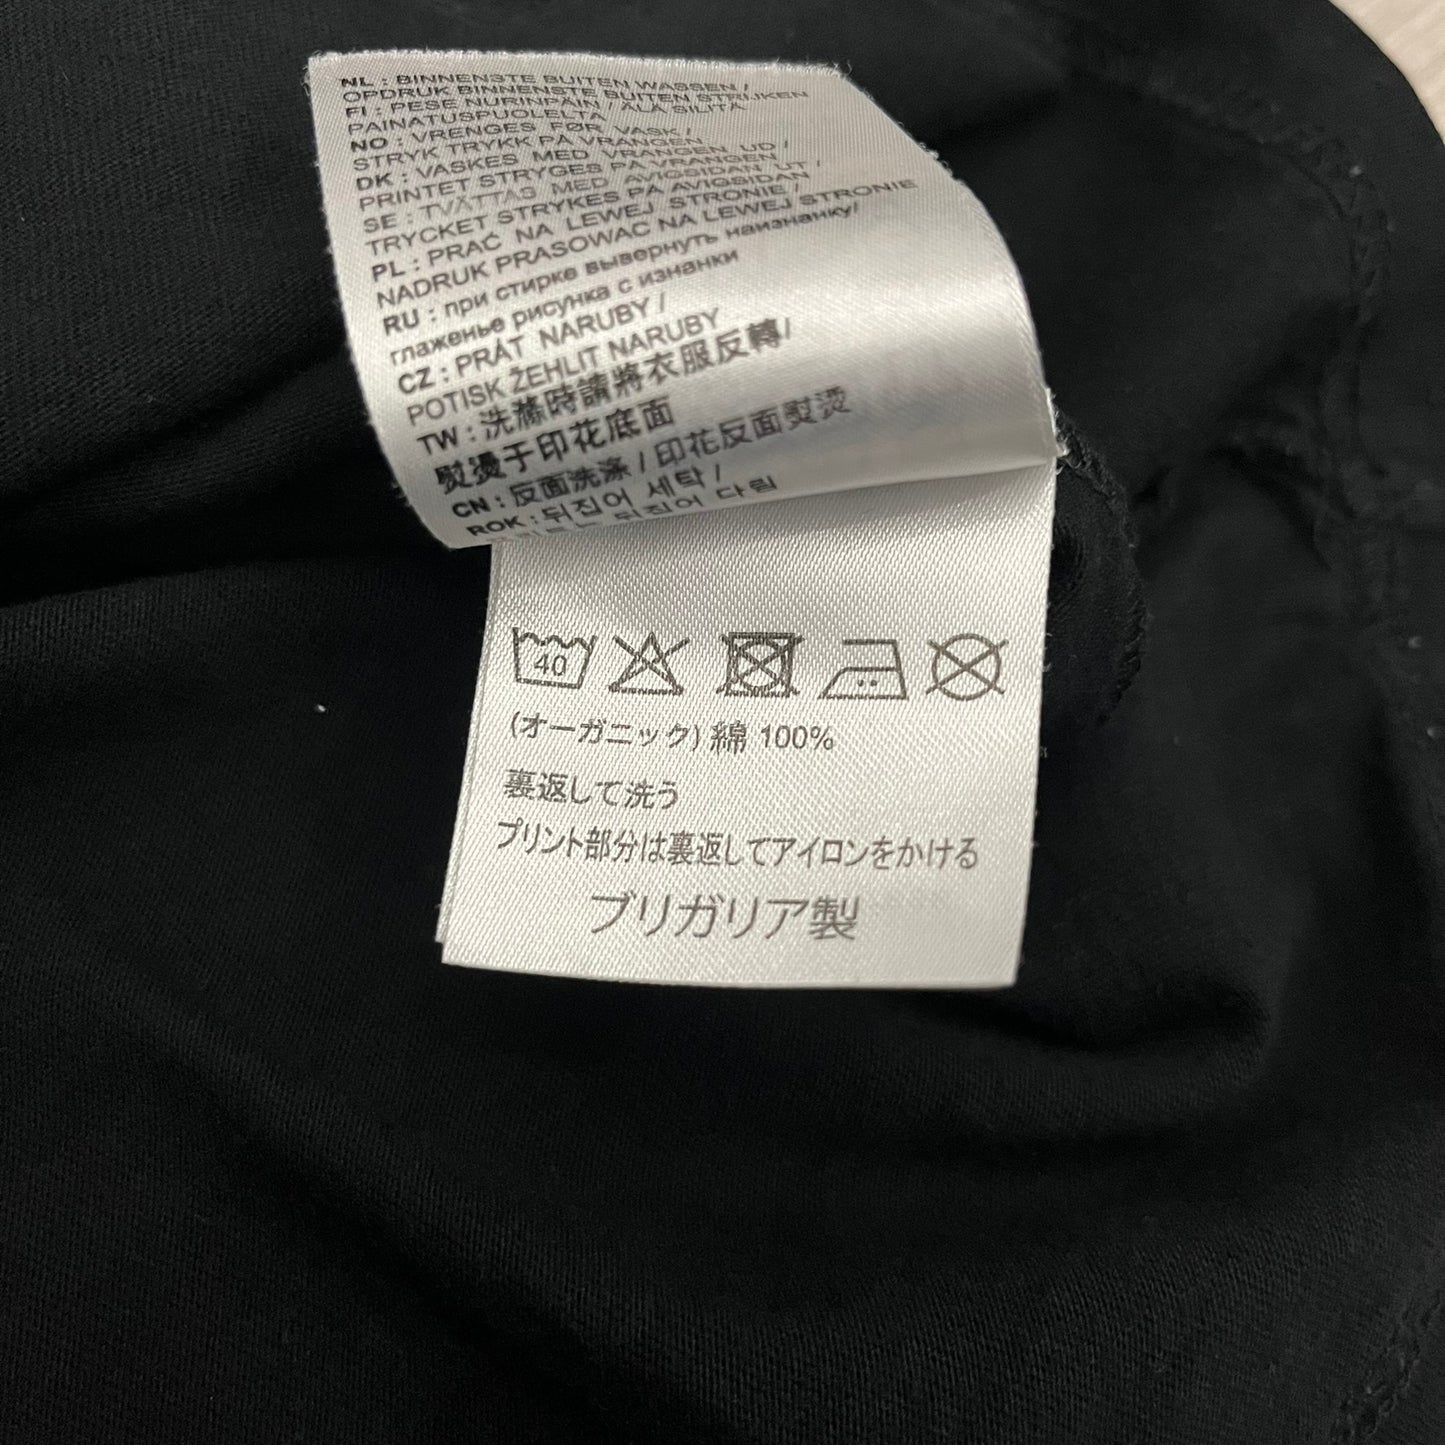 NL : BINNENSTE BUITEN WASSEN /
OPDRUK BINNENSTE BUITEN STRIJKEN
FI : PESE NURINPÄIN / ÄLÄ SILITÄ
PAINATUSPUOLELTA
NO : VRENGES FØR VASK /
STRYK TRYKK PÅ VRANGEN
DK : VASKES MED VRANGEN UD /
PRINTET STRYGES PÅ VRANGEN
SE : TVÄTTAS MED AVIGSIDAN UT /
TRYCKET STRYKES PÅ AVIGSIDAN
PL : PRAĆ NA LEWEJ STRONIE /
NADRUK PRASOWAC NA LEWEJ STRONIE
RU : при стирке вывернуть наизнанку/
глаженье рисунка с изнанки
CZ : PRÁT NARUBY /
POTISK ŽEHLIT NARUBY
TW : 洗滌時請將衣服反轉/
熨燙于印花底面
CN : 反面洗涤 / 印花反面熨烫
ROK : 뒤집어 세탁 /
뒤집어 다림
40
(オーガニック) 綿 100%
裏返して洗う
プリント部分は裏返してアイロンをかける
ブリガリア製